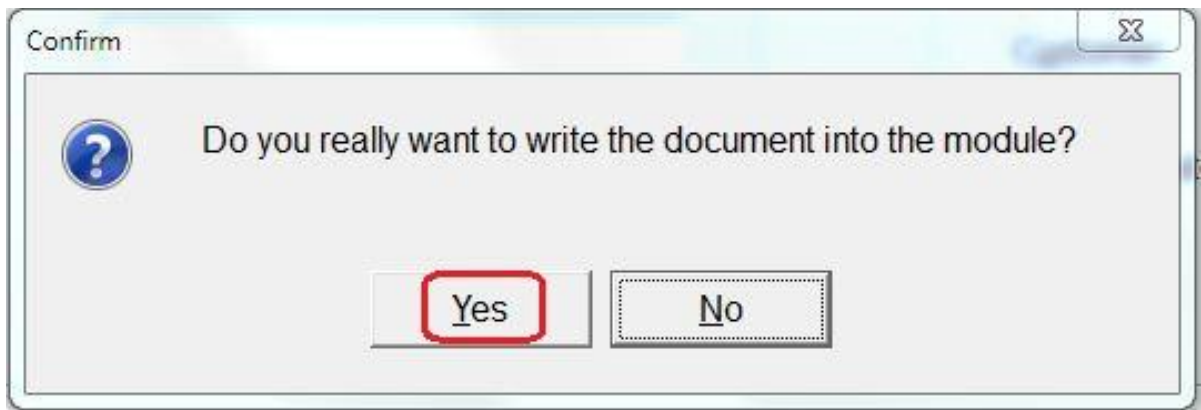 Confirm
Do you really want to write the document into the module?
Yes
No